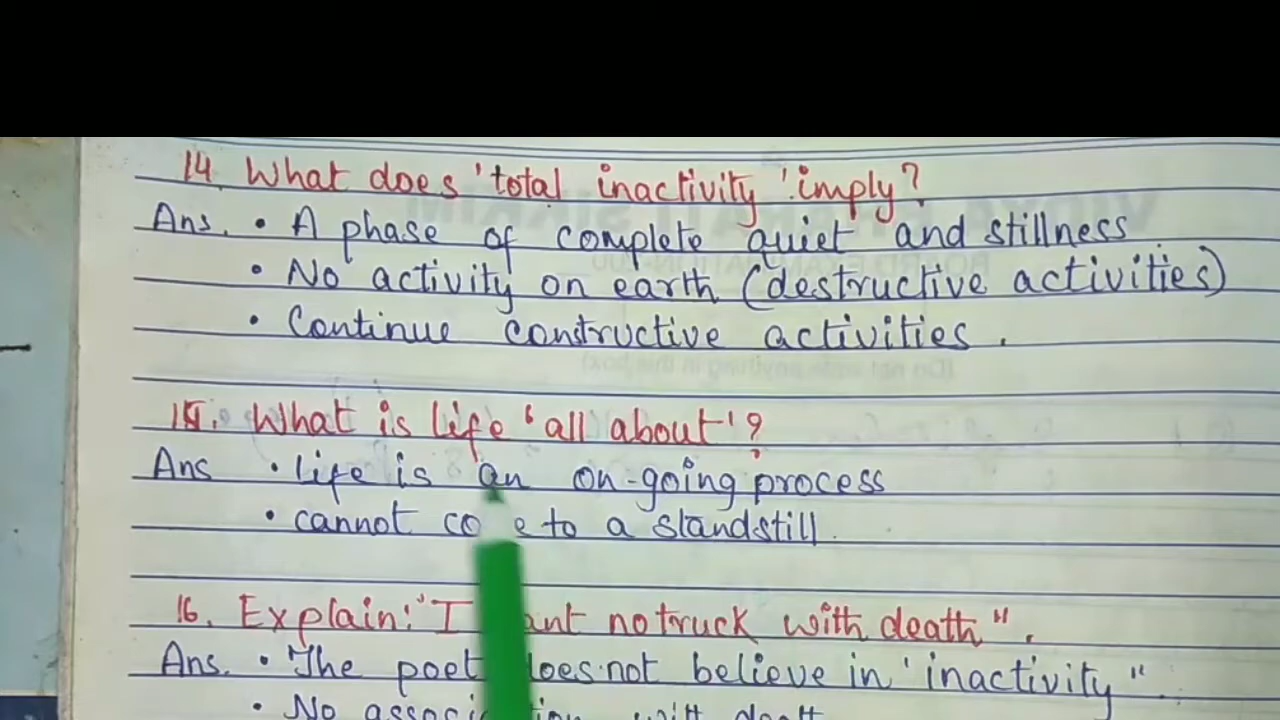 14. What does 'total inactivity' imply?
Ans. • A phase of complete quiet and stillness.
• No activity on earth (destructive activities)
• Continue constructive activities.
15. What is life 'all about'?
Ans • Life is an on-going process
• cannot co e to a standstill.
16. Explain: "I ant no truck with death".
Ans. • The poet does not believe in 'inactivity".
• No